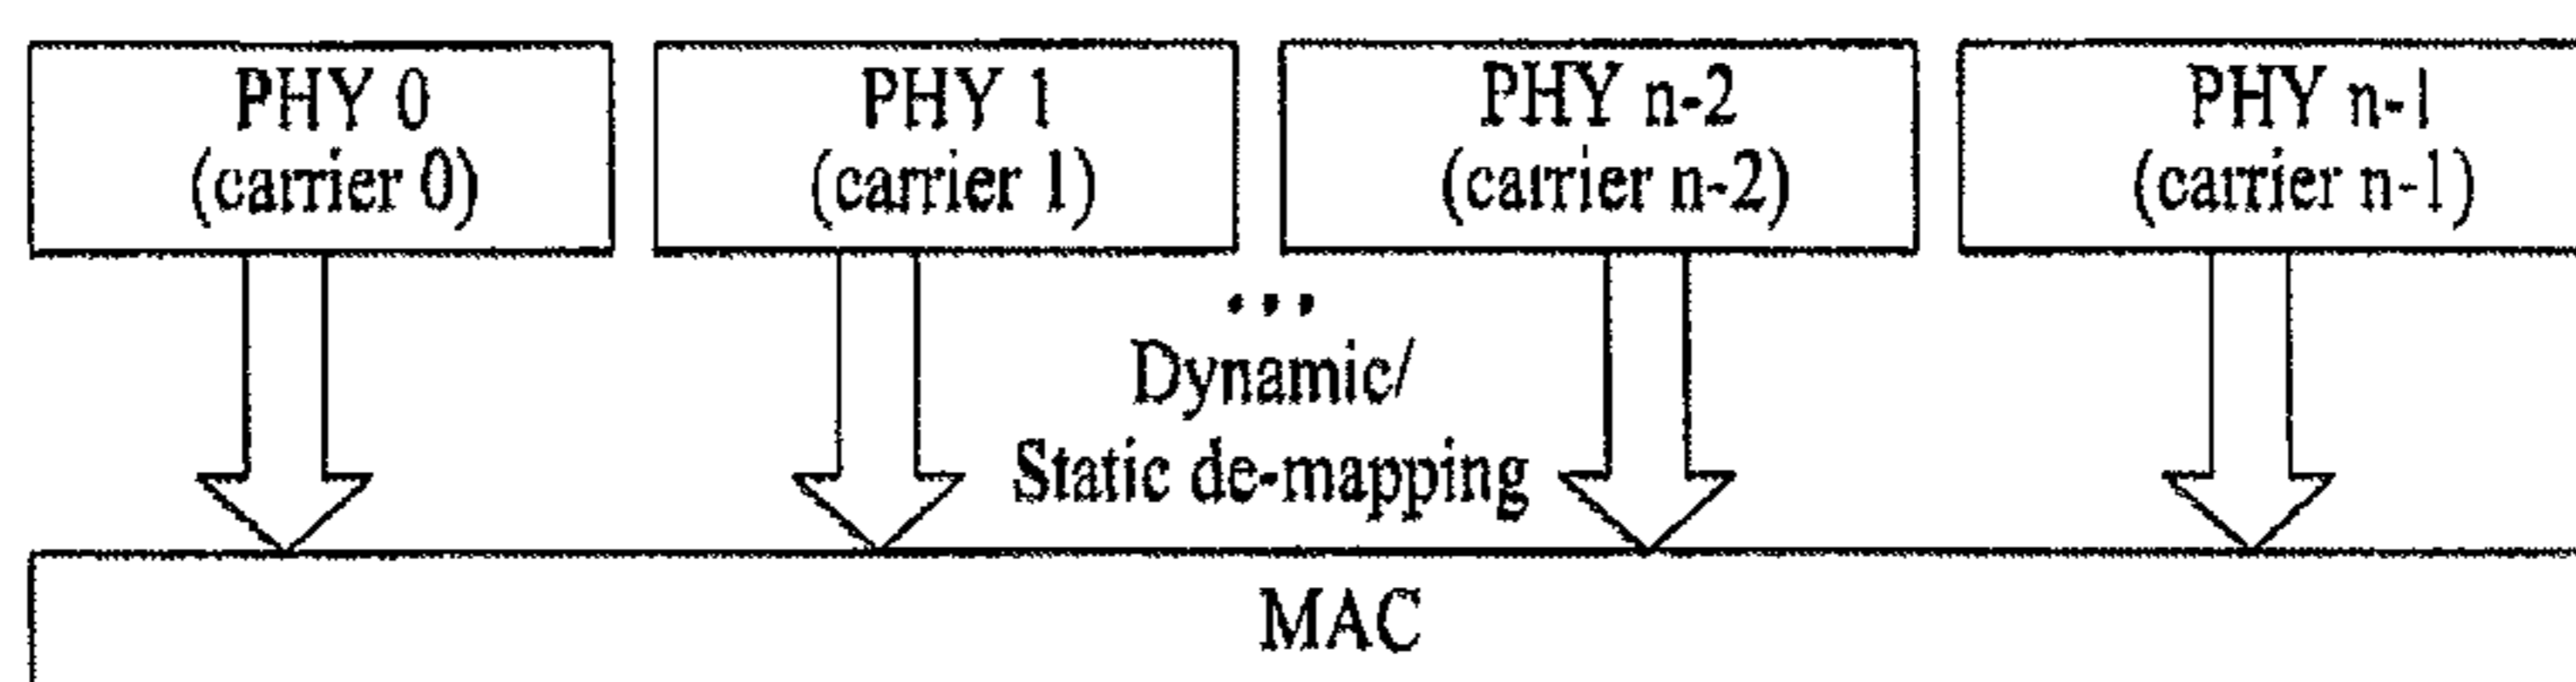 PHY 0
(carrier 0)
PHY 1
(carrier 1)
PHY n-2
(carrier n-2)
PHY n-1
(carrier n-1)
...
Dynamic/
Static de-mapping
MAC